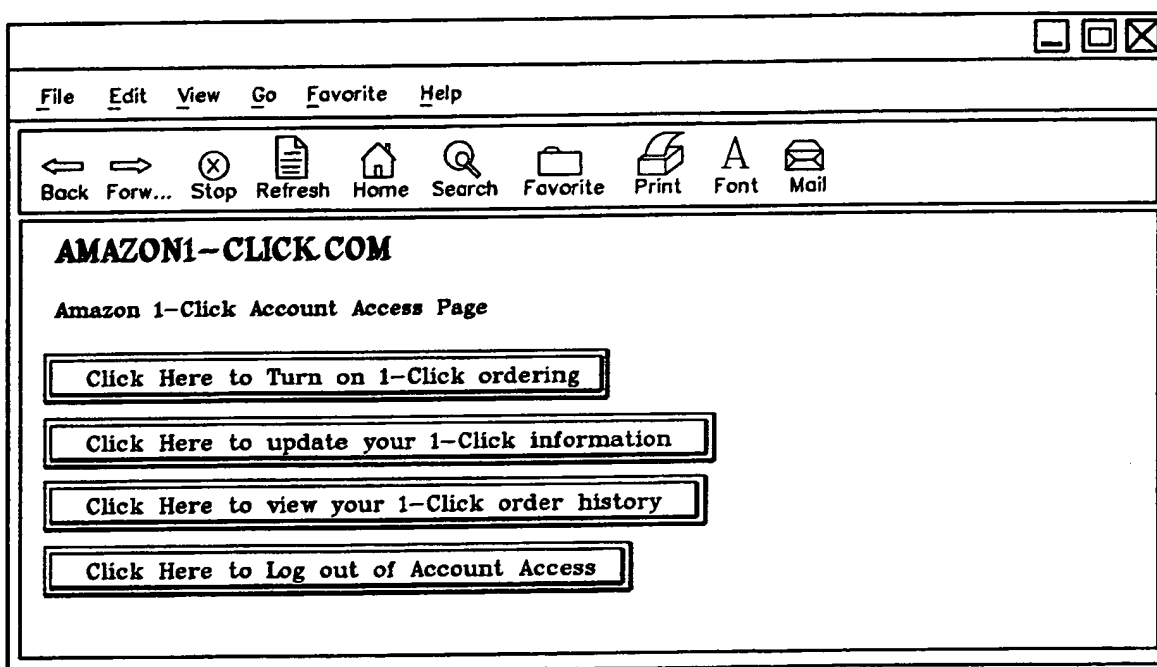 File Edit View Go Favorite Help
Back Forw... Stop Refresh Home Search Favorite Print Font Mail
AMAZON1-CLICK.COM
Amazon 1-Click Account Access Page
Click Here to Turn on 1-Click ordering
Click Here to update your 1-Click information
Click Here to view your 1-Click order history
Click Here to Log out of Account Access